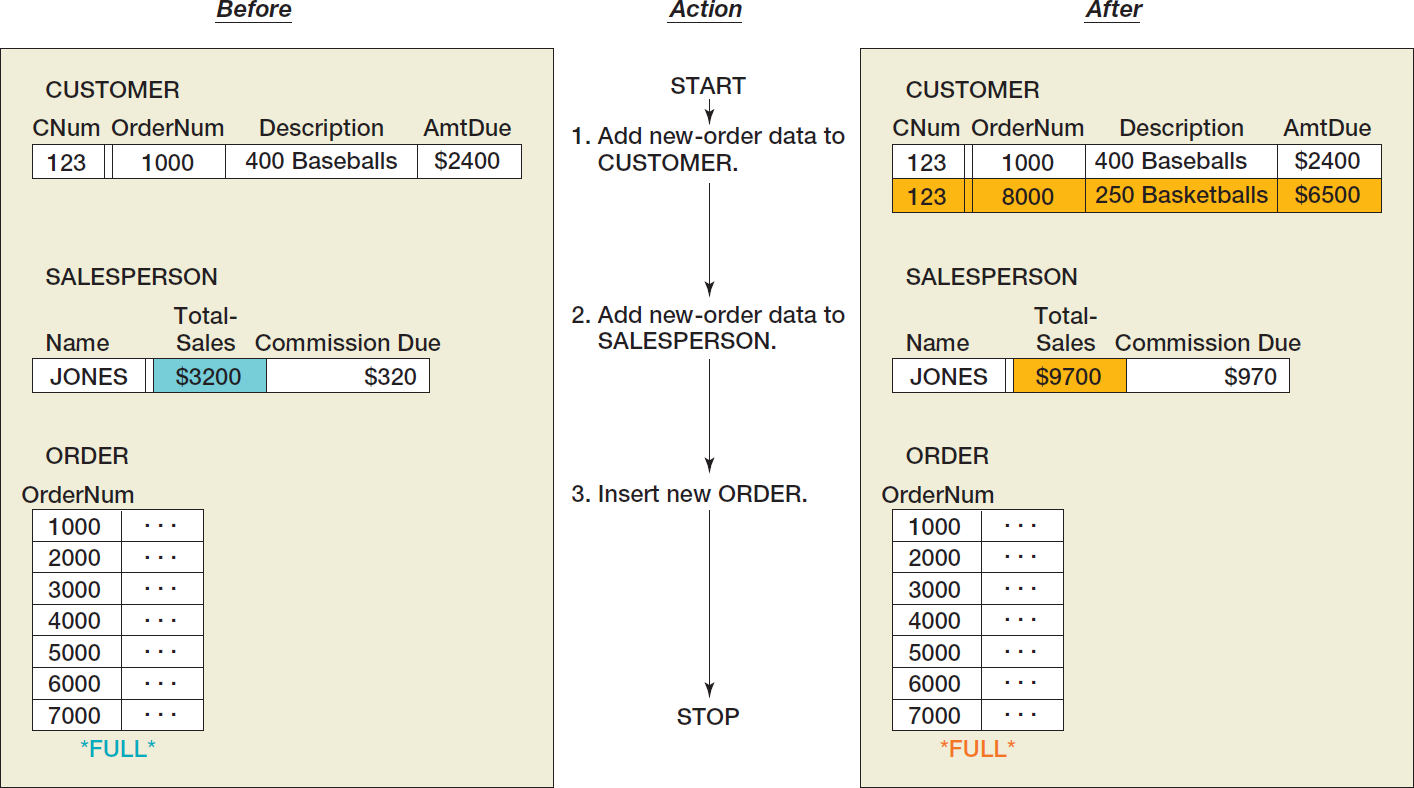 Before
Action
After
CUSTOMER
CNum OrderNum Description AmtDue
123 1000 400 Baseballs $2400
SALESPERSON
Total-
Name Sales Commission Due
JONES $3200 $320
ORDER
OrderNum
1000 . . .
2000 . . .
3000 . . .
4000 . . .
5000 . . .
6000 . . .
7000 . . .
*FULL*
START
1. Add new-order data to
CUSTOMER.
2. Add new-order data to
SALESPERSON.
3. Insert new ORDER.
STOP
CUSTOMER
CNum OrderNum Description AmtDue
123 1000 400 Baseballs $2400
123 8000 250 Basketballs $6500
SALESPERSON
Total-
Name Sales Commission Due
JONES $9700 $970
ORDER
OrderNum
1000 . . .
2000 . . .
3000 . . .
4000 . . .
5000 . . .
6000 . . .
7000 . . .
*FULL*